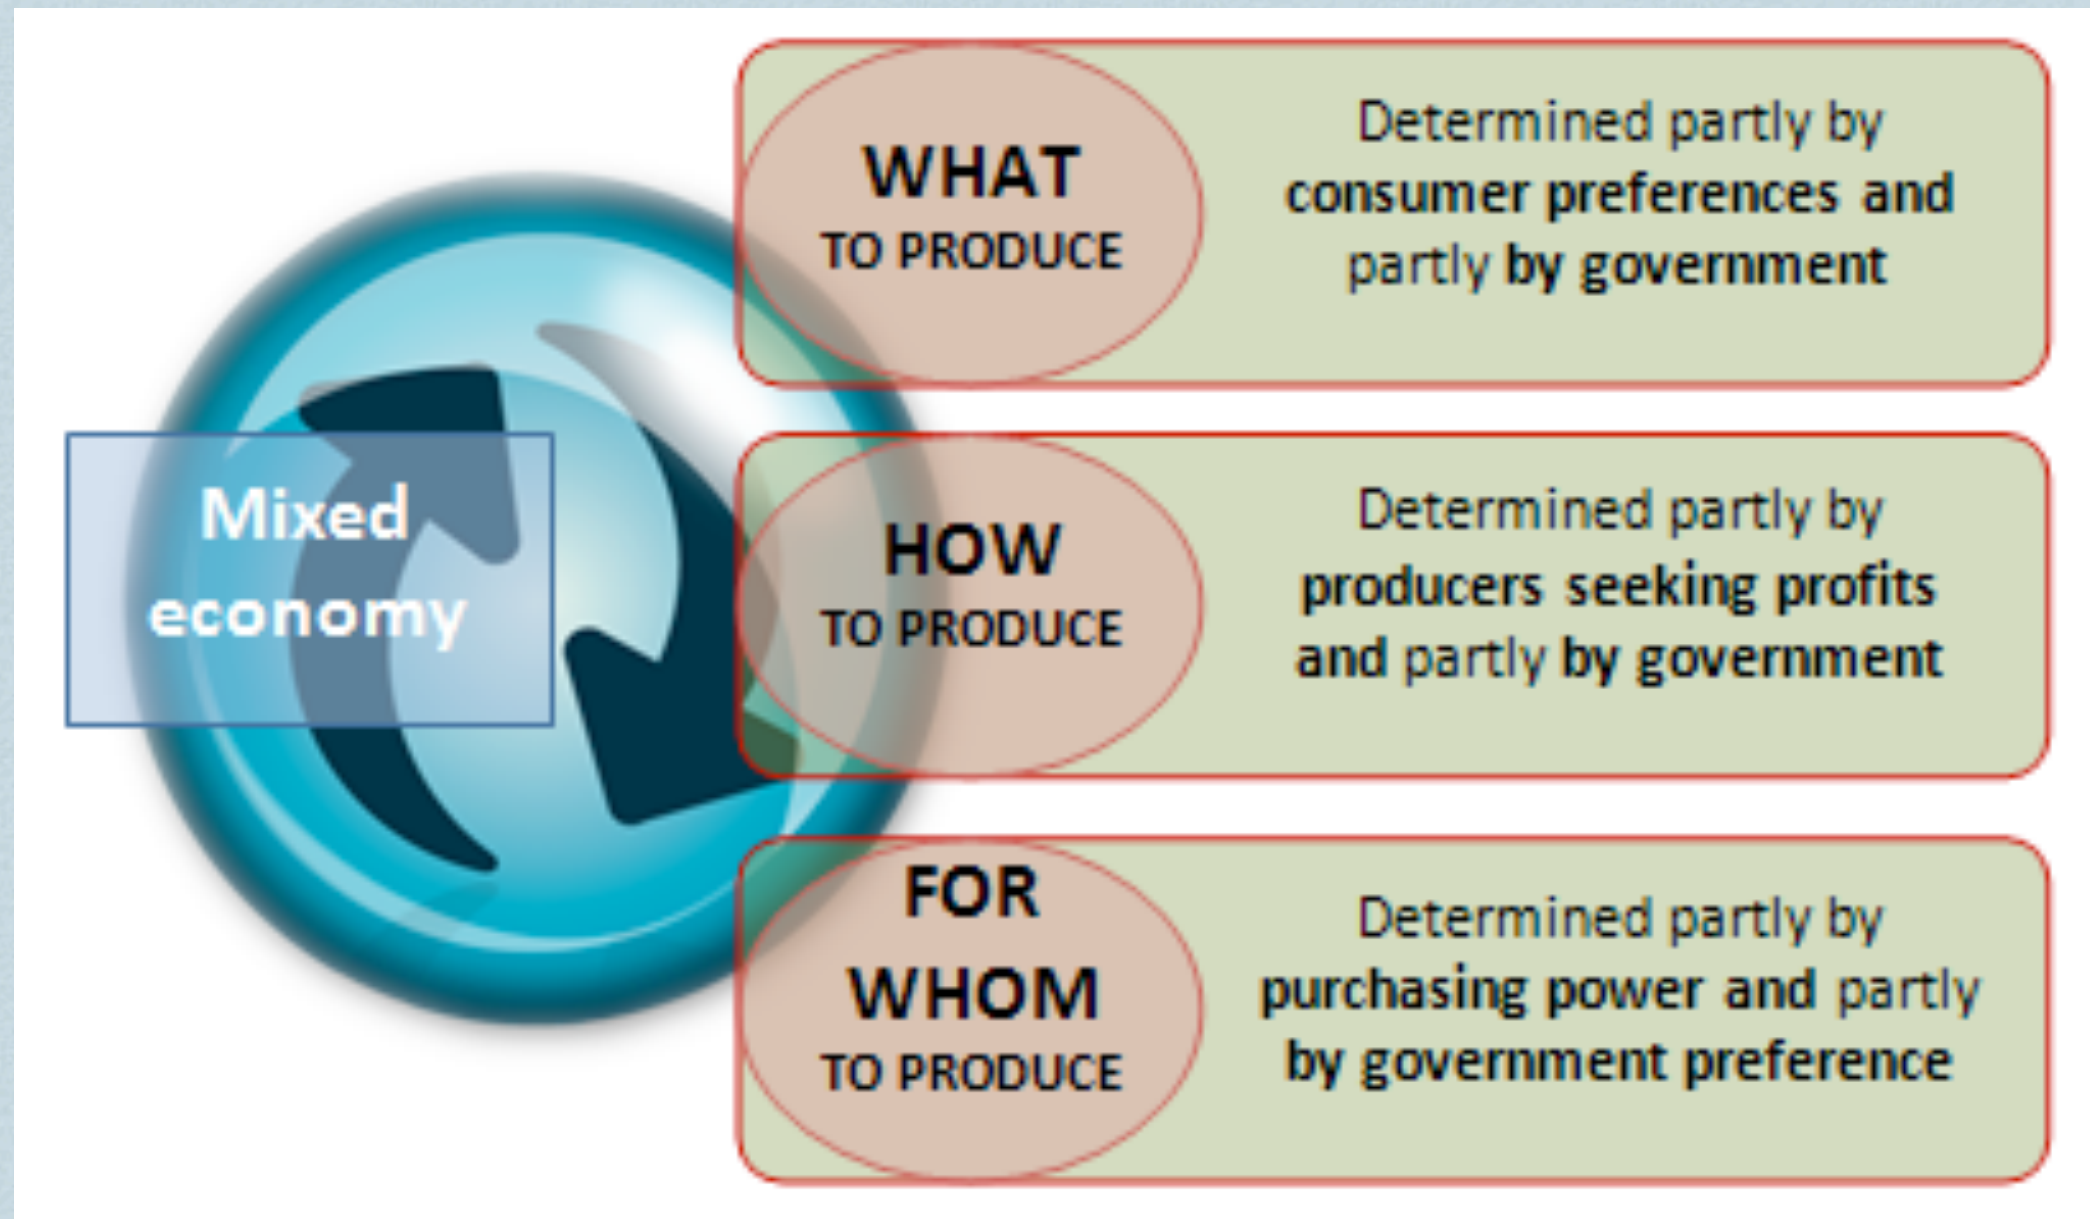 Mixed
economy
WHAT
TO PRODUCE
Determined partly by
consumer preferences and
partly by government
HOW
TO PRODUCE
Determined partly by
producers seeking profits
and partly by government
FOR
WHOM
TO PRODUCE
Determined partly by
purchasing power and partly
by government preference